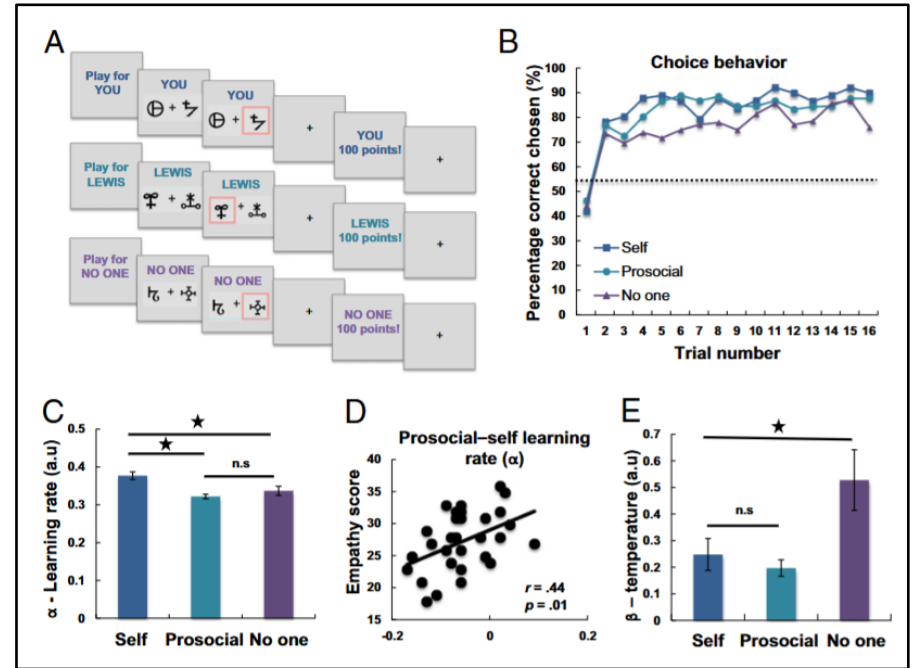 A
Play for
YOU
YOU
+
YOU
+
+
YOU
100 points!
+
Play for
LEWIS
LEWIS
+
LEWIS
+
+
LEWIS
100 points!
+
Play for
NO ONE
NO ONE
+
NO ONE
+
+
NO ONE
100 points!
+
B
Choice behavior
Percentage correct chosen (%)
100
90
80
70
60
50
40
30
20
10
0
Self
Prosocial
No one
1 2 3 4 5 6 7 8 9 10 11 12 13 14 15 16
Trial number
C
α - Learning rate (a.u)
0.4
0.3
0.2
0.1
0
n.s
Self Prosocial No one
D
Prosocial–self learning
rate (α)
Empathy score
40
35
30
25
20
15
r = .44
p = .01
-0.2 0 0.2
E
β – temperature (a.u)
0.7
0.6
0.5
0.4
0.3
0.2
0.1
0
n.s
Self Prosocial No one